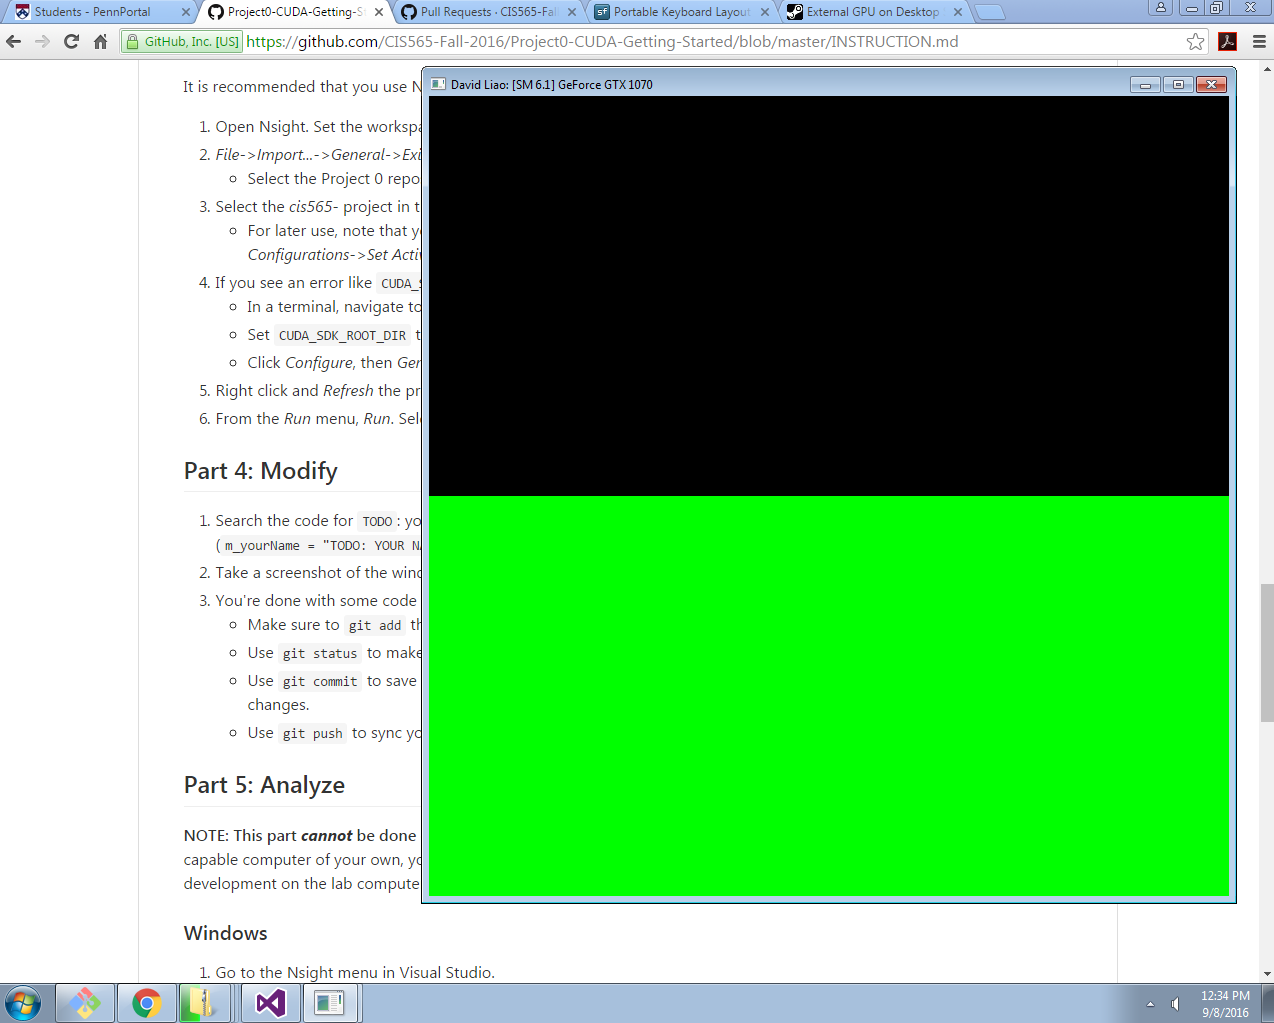 Students - PennPortal
Project0-CUDA-Getting-S
Pull Requests · CIS565-Fal
Portable Keyboard Layout
External GPU on Desktop
GitHub, Inc. [US]
https://github.com/CIS565-Fall-2016/Project0-CUDA-Getting-Started/blob/master/INSTRUCTION.md
David Liao: [SM 6.1] GeForce GTX 1070
It is recommended that you use N
1. Open Nsight. Set the workspa
2. File->Import...->General->Exi
Select the Project 0 repo
3. Select the cis565- project in t
For later use, note that y
Configurations->Set Activ
4. If you see an error like CUDA_S
In a terminal, navigate to
Set CUDA_SDK_ROOT_DIR t
Click Configure, then Ger
5. Right click and Refresh the pr
6. From the Run menu, Run. Sele
Part 4: Modify
1. Search the code for TODO : yo
( m_yourName = "TODO: YOUR NA
2. Take a screenshot of the wind
3. You're done with some code
Make sure to git add th
Use git status to make
Use git commit to save
changes.
Use git push to sync yo
Part 5: Analyze
NOTE: This part cannot be done
capable computer of your own, yo
development on the lab compute
Windows
1. Go to the Nsight menu in Visual Studio.
sf
12:34 PM
9/8/2016